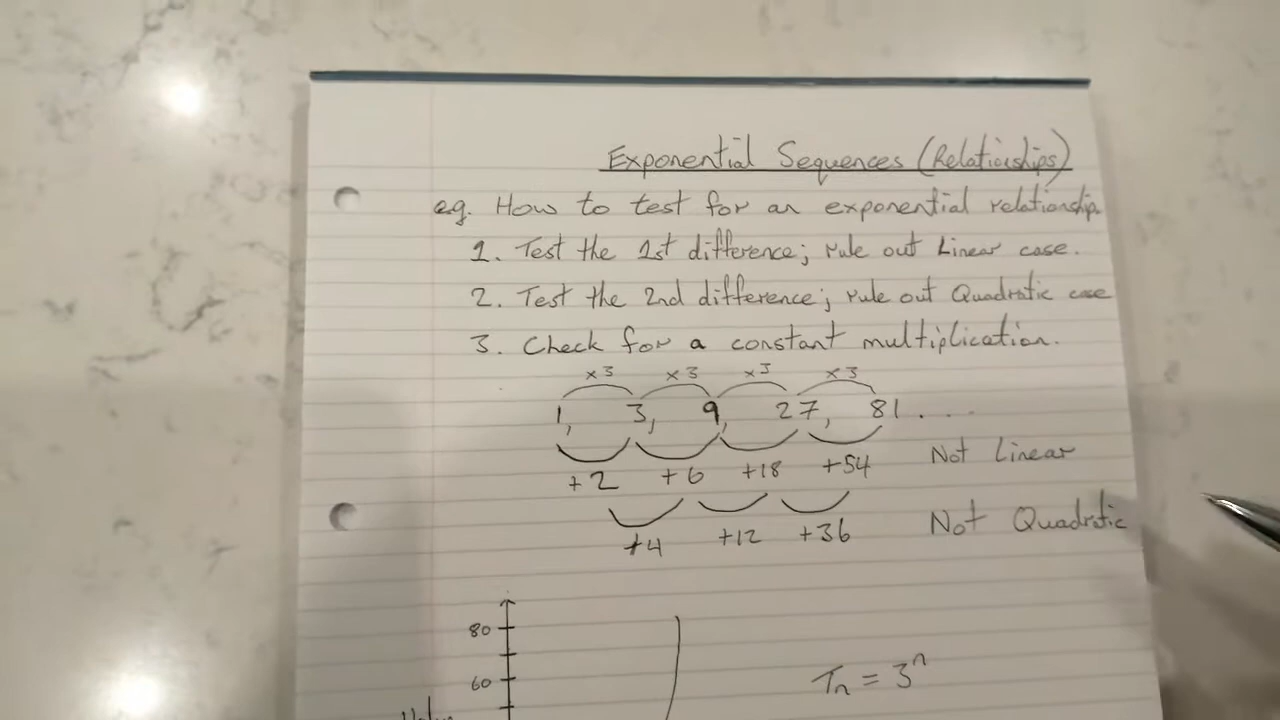 Exponential Sequences (Relationships)
eg. How to test for an exponential relationship.
1. Test the 1st difference; rule out Linear case.
2. Test the 2nd difference; rule out Quadratic case
3. Check for a constant multiplication.
×3 ×3 ×3 ×3
1, 3, 9, 27, 81 ....
+2 +6 +18 +54 Not Linear
+4 +12 +36 Not Quadratic
80
60
Tn = 3^n